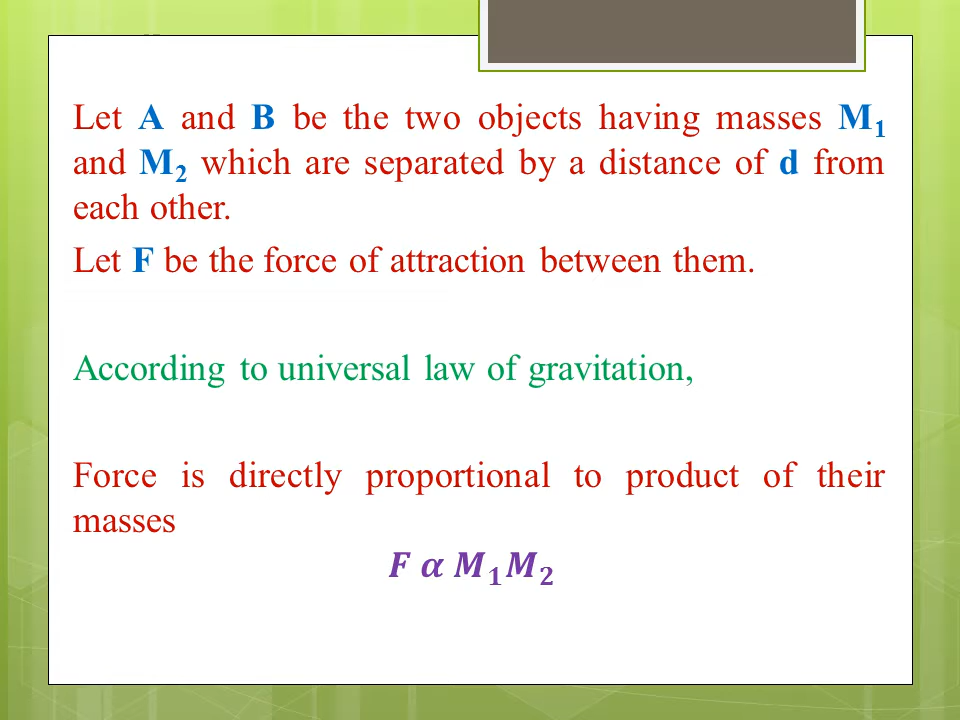 Let A and B be the two objects having masses M₁
and M₂ which are separated by a distance of d from
each other.
Let F be the force of attraction between them.
According to universal law of gravitation,
Force is directly proportional to product of their
masses
F α M₁M₂